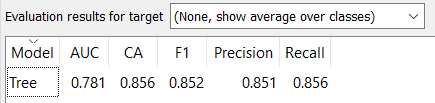 Evaluation results for target (None, show average over classes)
Model AUC CA F1 Precision Recall
Tree 0.781 0.856 0.852 0.851 0.856